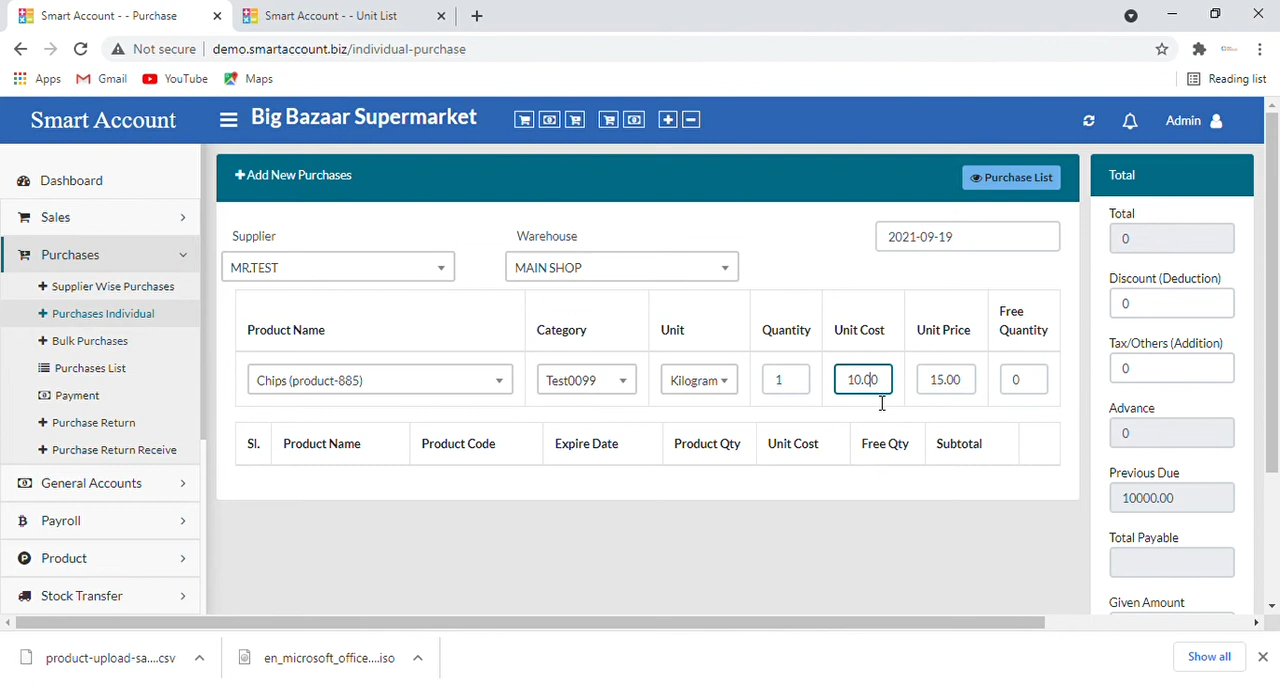 Smart Account - - Purchase
Smart Account - - Unit List
Not secure demo.smartaccount.biz/individual-purchase
Apps Gmail YouTube Maps Reading list
Smart Account Big Bazaar Supermarket Admin
Dashboard
Sales
Purchases
Supplier Wise Purchases
Purchases Individual
Bulk Purchases
Purchases List
Payment
Purchase Return
Purchase Return Receive
General Accounts
Payroll
Product
Stock Transfer
Add New Purchases Purchase List
Supplier Warehouse 2021-09-19
MR.TEST MAIN SHOP
Product Name Category Unit Quantity Unit Cost Unit Price Free Quantity
Chips (product-885) Test0099 Kilogram 1 10.00 15.00 0
Sl. Product Name Product Code Expire Date Product Qty Unit Cost Free Qty Subtotal
Total
Total
0
Discount (Deduction)
0
Tax/Others (Addition)
0
Advance
0
Previous Due
10000.00
Total Payable
Given Amount
product-upload-sa....csv en_microsoft_office....iso Show all